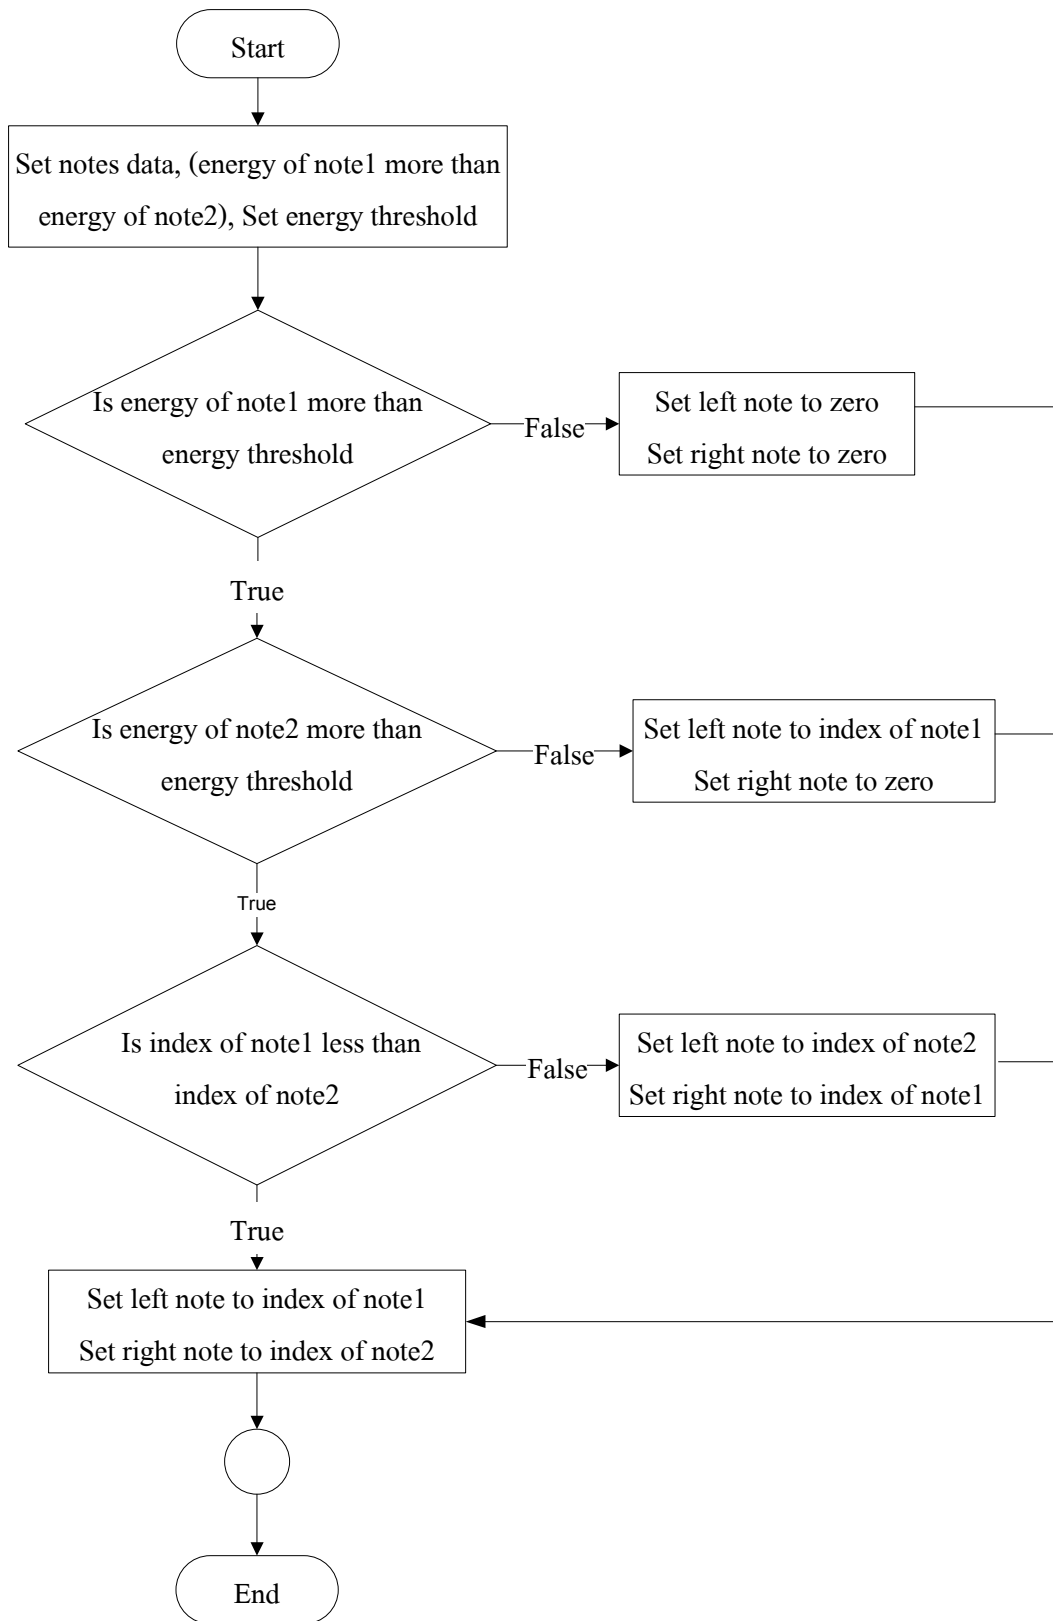 Start
Set notes data, (energy of note1 more than
energy of note2), Set energy threshold
Is energy of note1 more than
energy threshold
False
Set left note to zero
Set right note to zero
True
Is energy of note2 more than
energy threshold
False
Set left note to index of note1
Set right note to zero
True
Is index of note1 less than
index of note2
False
Set left note to index of note2
Set right note to index of note1
True
Set left note to index of note1
Set right note to index of note2
End